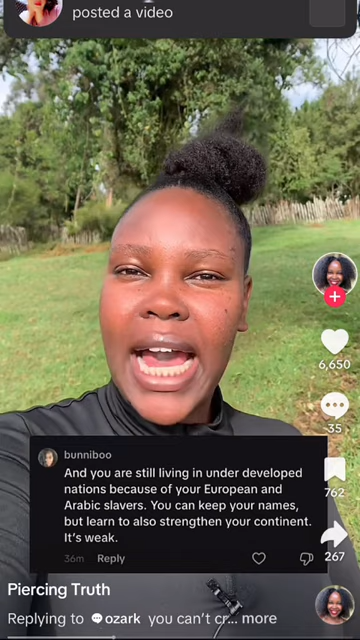 posted a video
6,650
35
762
267
bunniboo
And you are still living in under developed
nations because of your European and
Arabic slavers. You can keep your names,
but learn to also strengthen your continent.
It's weak.
36m Reply
Piercing Truth
Replying to ozark you can't cr... more